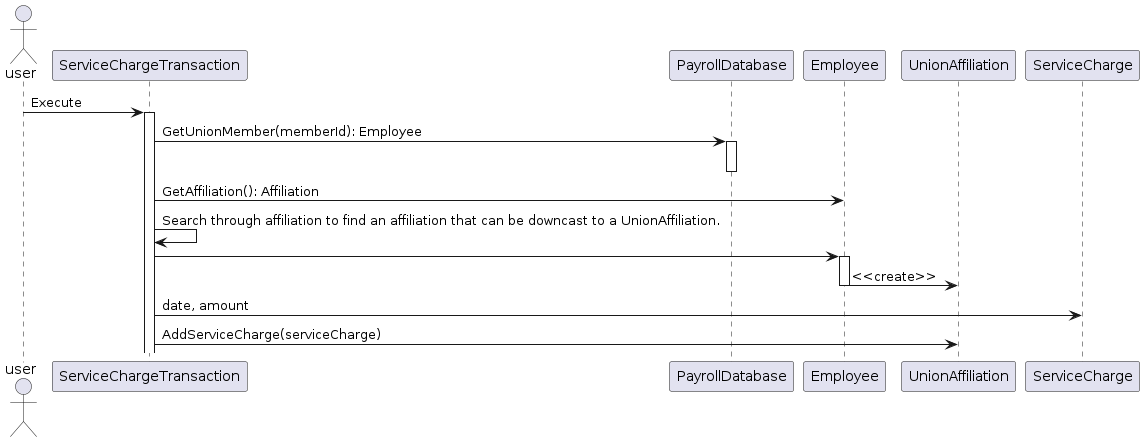 user
ServiceChargeTransaction
PayrollDatabase
Employee
UnionAffiliation
ServiceCharge
Execute
GetUnionMember(memberId): Employee
GetAffiliation(): Affiliation
Search through affiliation to find an affiliation that can be downcast to a UnionAffiliation.
<<create>>
date, amount
AddServiceCharge(serviceCharge)
user
ServiceChargeTransaction
PayrollDatabase
Employee
UnionAffiliation
ServiceCharge